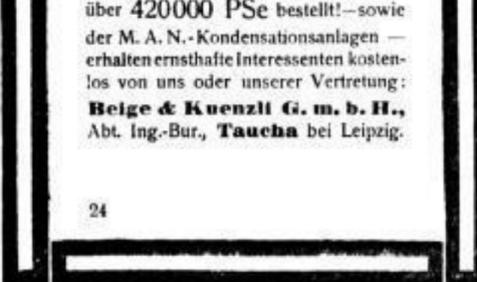 über 420000 PSe bestellt!—sowie
der M. A. N.-Kondensationsanlagen —
erhalten ernsthafte Interessenten kosten-
los von uns oder unserer Vertretung:
Beige & Kuenzli G. m. b. H.,
Abt. Ing.-Bur., Taucha bei Leipzig.
24